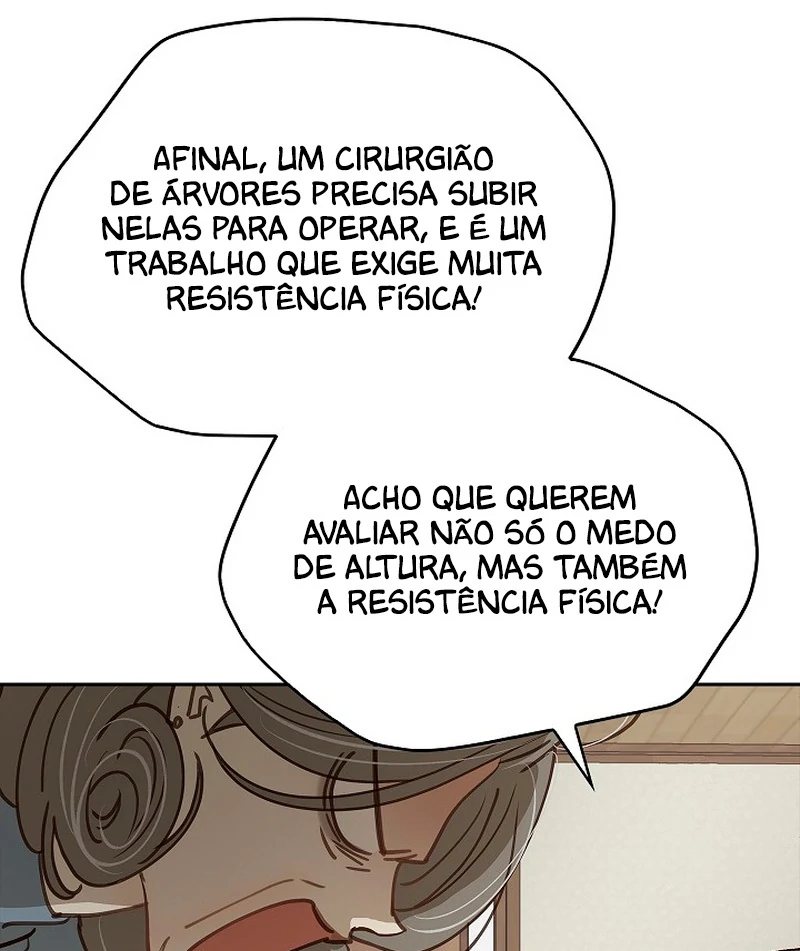 AFINAL, UM CIRURGIÃO
DE ÁRVORES PRECISA SUBIR
NELAS PARA OPERAR, E É UM
TRABALHO QUE EXIGE MUITA
RESISTÊNCIA FÍSICA!
ACHO QUE QUEREM
AVALIAR NÃO SÓ O MEDO
DE ALTURA, MAS TAMBÉM
A RESISTÊNCIA FÍSICA!